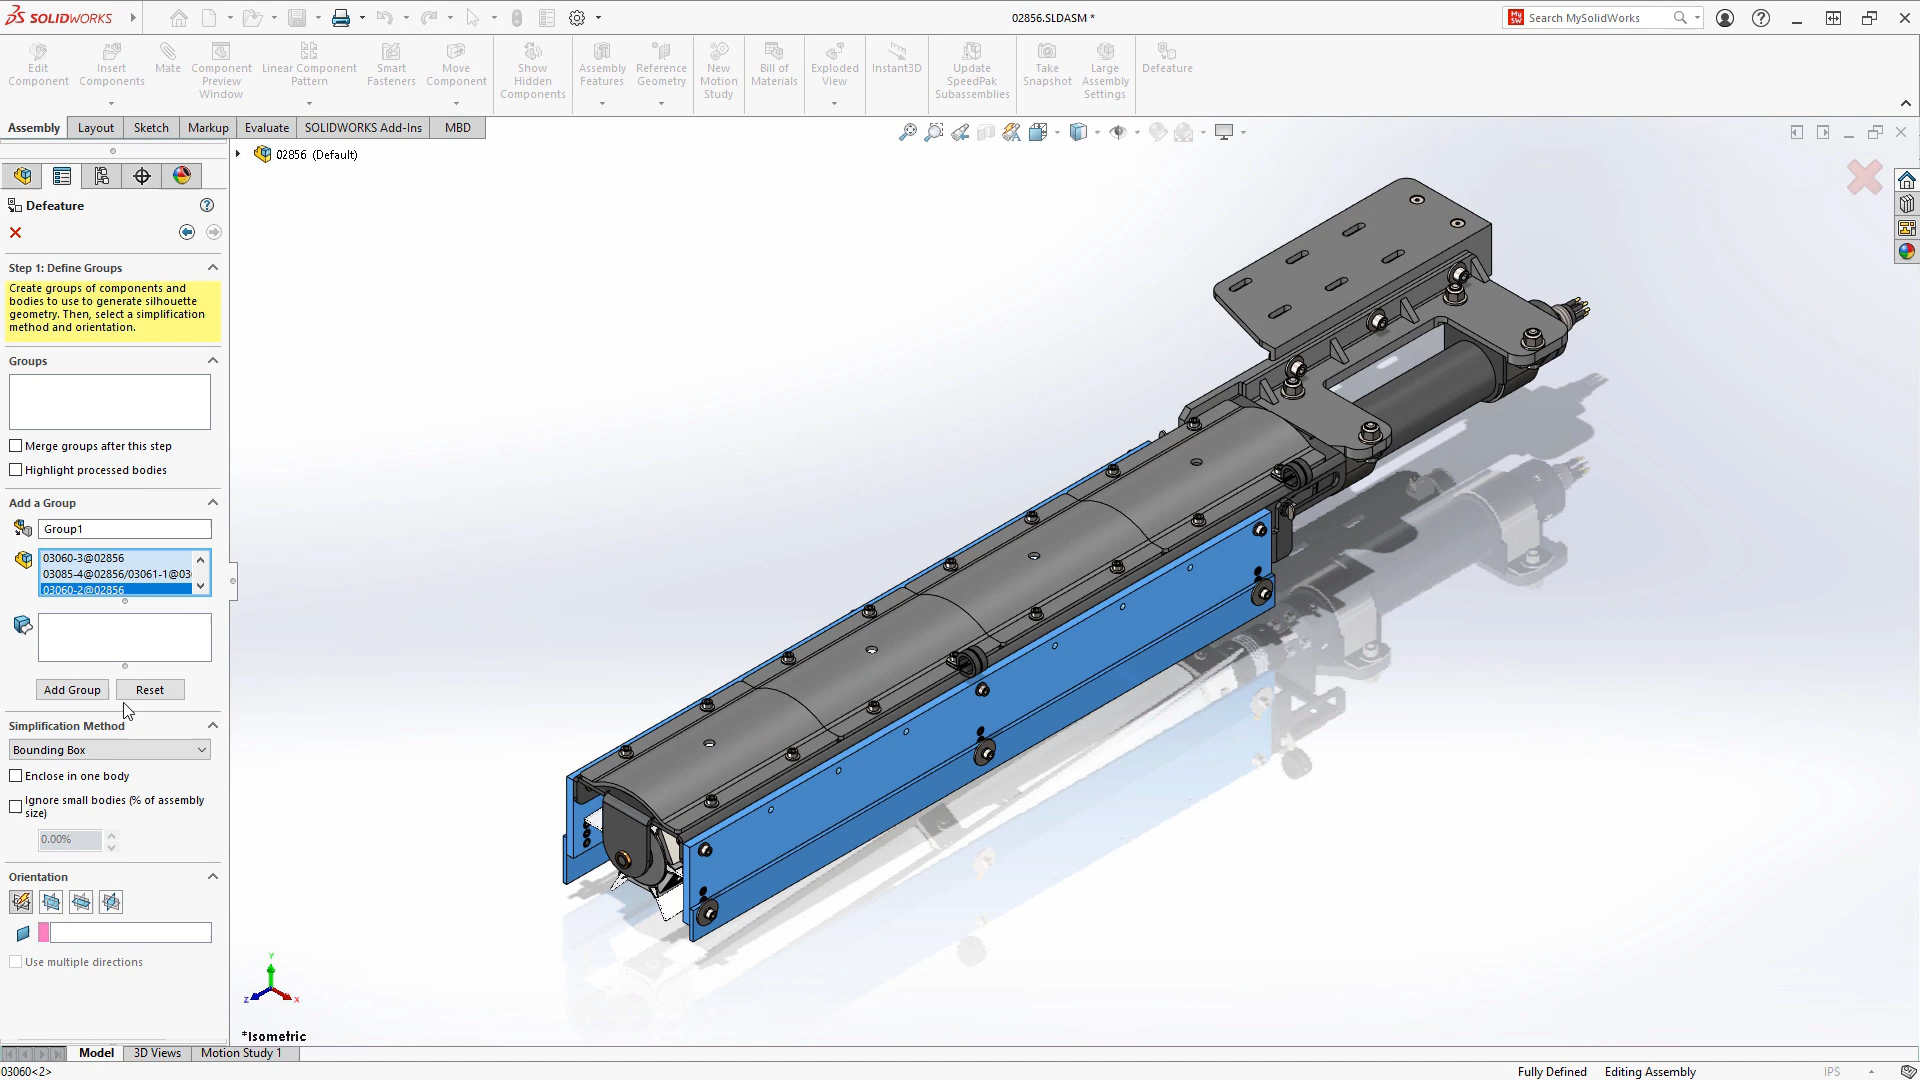 SOLIDWORKS
02856.SLDASM *
MY SW
Search MySolidWorks
Edit Component
Insert Components
Mate
Component Preview Window
Linear Component Pattern
Smart Fasteners
Move Component
Show Hidden Components
Assembly Features
Reference Geometry
New Motion Study
Bill of Materials
Exploded View
Instant3D
Update SpeedPak Subassemblies
Take Snapshot
Large Assembly Settings
Defeature
Assembly
Layout
Sketch
Markup
Evaluate
SOLIDWORKS Add-Ins
MBD
02856 (Default)
Defeature
Step 1: Define Groups
Create groups of components and
bodies to use to generate silhouette
geometry. Then, select a simplification
method and orientation.
Groups
Merge groups after this step
Highlight processed bodies
Add a Group
Group1
03060-3@02856
03085-4@02856/03061-1@03
03060-2@02856
Add Group
Reset
Simplification Method
Bounding Box
Enclose in one body
Ignore small bodies (% of assembly
size)
0.00%
Orientation
Use multiple directions
Y
Z
X
*Isometric
Model
3D Views
Motion Study 1
03060<2>
Fully Defined
Editing Assembly
IPS